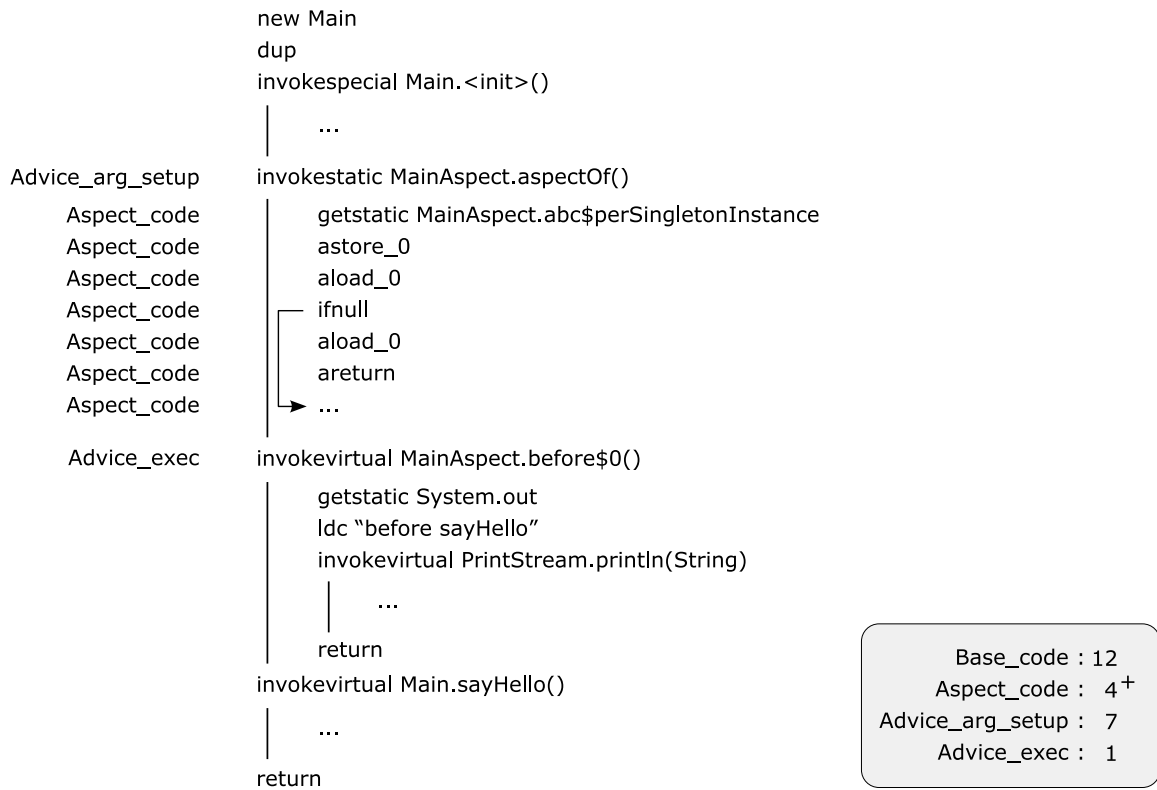 new Main
dup
invokespecial Main.<init>()
...
Advice_arg_setup invokestatic MainAspect.aspectOf()
Aspect_code getstatic MainAspect.abc$perSingletonInstance
Aspect_code astore_0
Aspect_code aload_0
Aspect_code ifnull
Aspect_code aload_0
Aspect_code areturn
Aspect_code ...
Advice_exec invokevirtual MainAspect.before$0()
getstatic System.out
ldc “before sayHello”
invokevirtual PrintStream.println(String)
...
return
invokevirtual Main.sayHello()
...
return
Base_code : 12
Aspect_code : 4+
Advice_arg_setup : 7
Advice_exec : 1